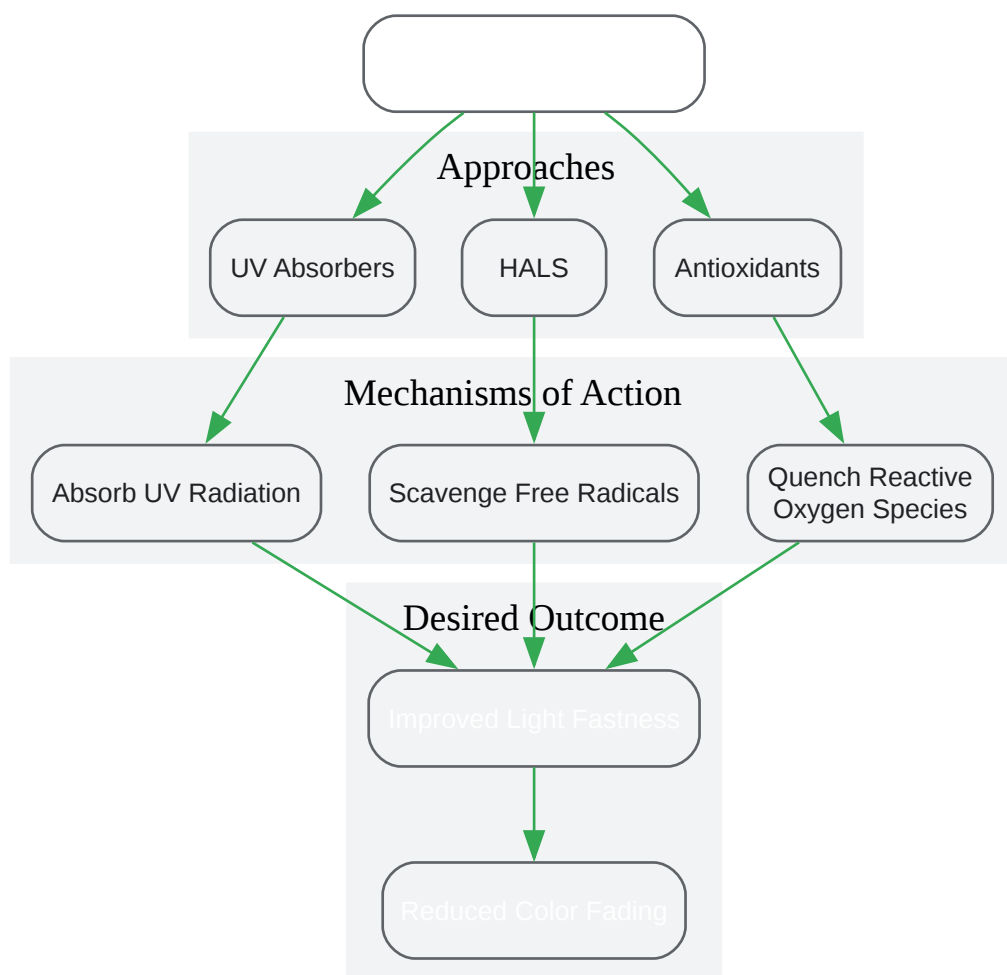 Approaches
UV Absorbers
HALS
Antioxidants
Mechanisms of Action
Absorb UV Radiation
Scavenge Free Radicals
Quench Reactive
Oxygen Species
Desired Outcome
Improved Light Fastness
Reduced Color Fading